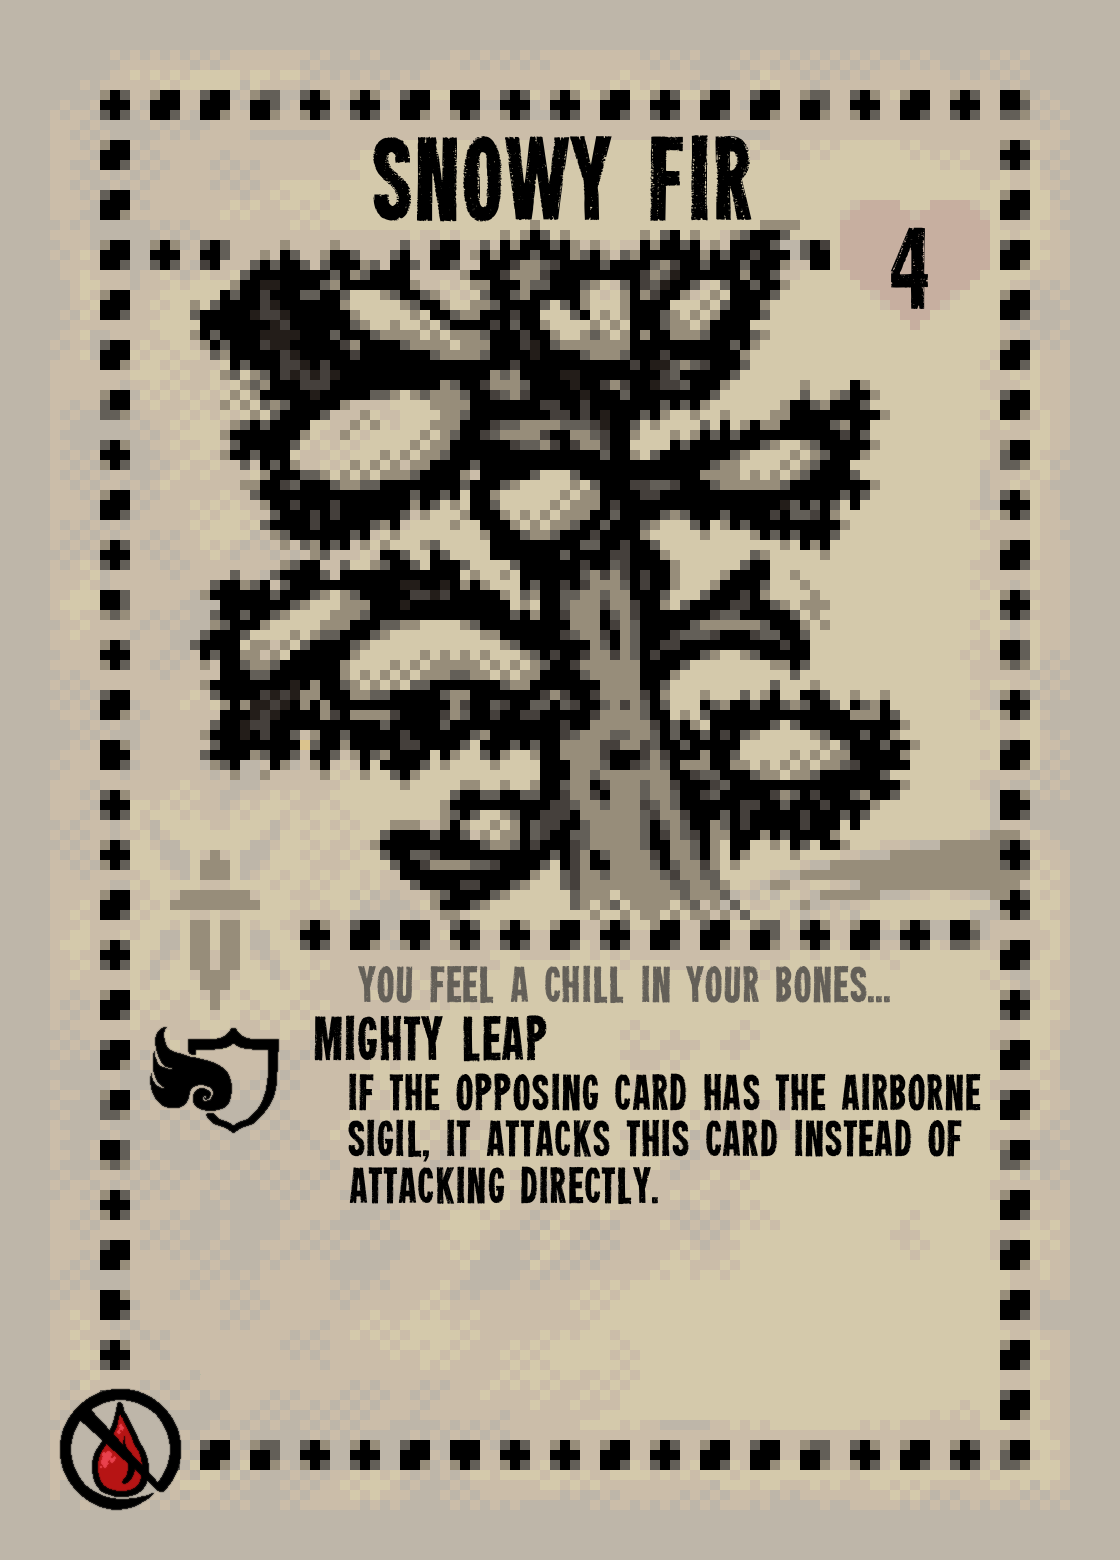 SNOWY FIR
4
YOU FEEL A CHILL IN YOUR BONES...
MIGHTY LEAP
IF THE OPPOSING CARD HAS THE AIRBORNE
SIGIL, IT ATTACKS THIS CARD INSTEAD OF
ATTACKING DIRECTLY.